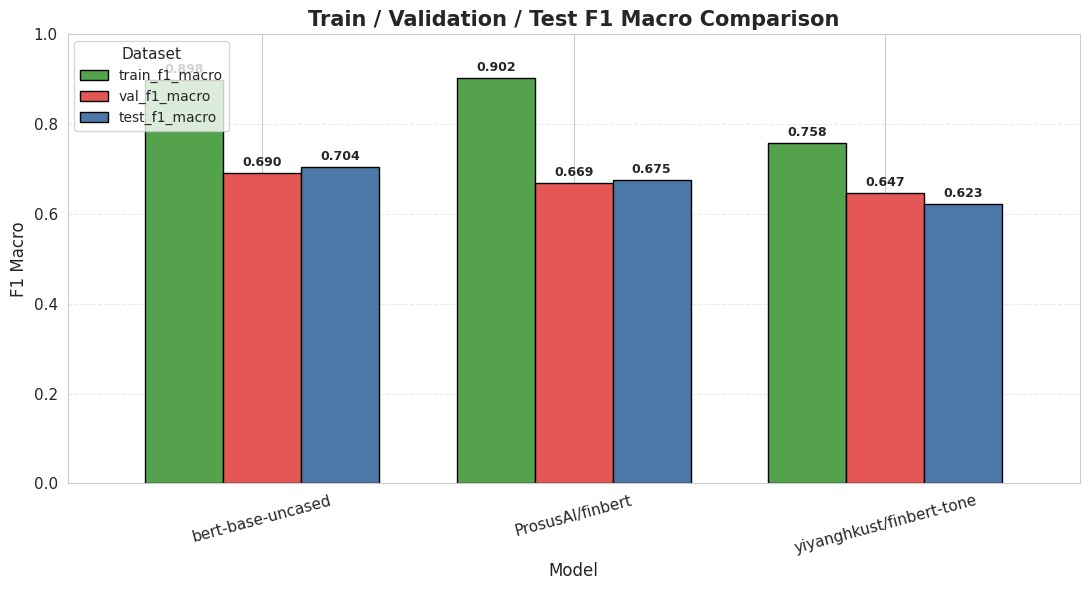 Train / Validation / Test F1 Macro Comparison
F1 Macro
1.0
0.8
0.6
0.4
0.2
0.0
Dataset
train_f1_macro
val_f1_macro
test_f1_macro
0.898
0.690
0.704
0.902
0.669
0.675
0.758
0.647
0.623
bert-base-uncased
ProsusAI/finbert
yiyanghkust/finbert-tone
Model